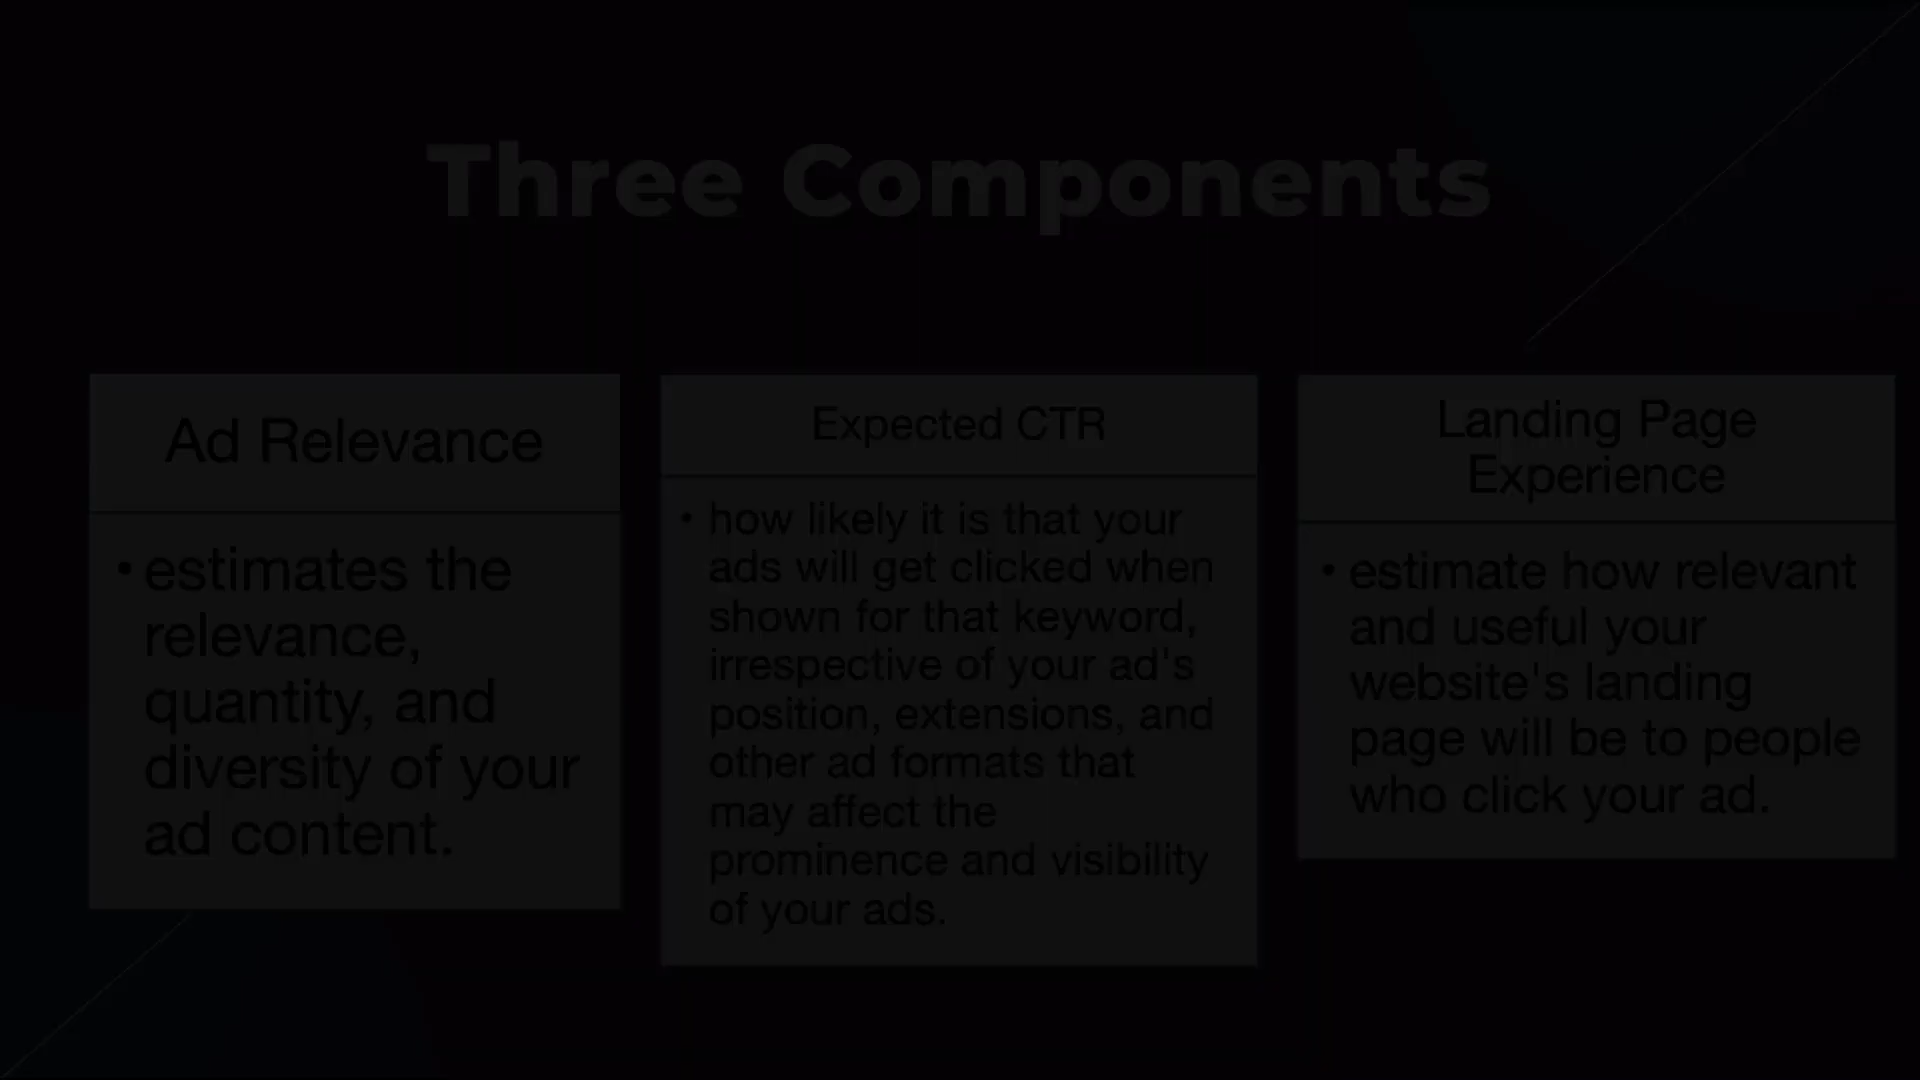 Three Components
Ad Relevance
• estimates the
relevance,
quantity, and
diversity of your
ad content.
Expected CTR
• how likely it is that your
ads will get clicked when
shown for that keyword,
irrespective of your ad's
position, extensions, and
other ad formats that
may affect the
prominence and visibility
of your ads.
Landing Page
Experience
• estimate how relevant
and useful your
website's landing
page will be to people
who click your ad.